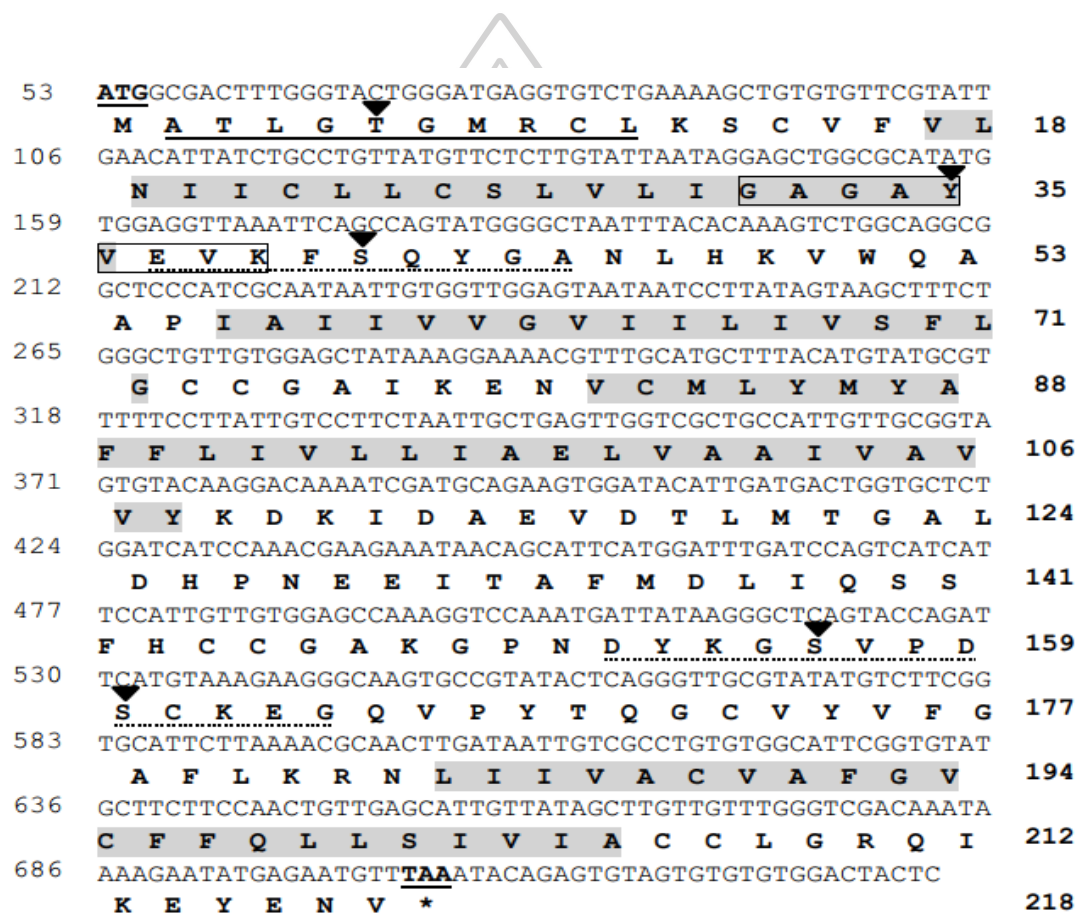 53 ATGGCGACTTTGGGTACTGGGATGAGGTGTCTGAAAAGCTGTGTGTTCGTATT
M A T L G T G M R C L K S C V F V L 18
106 GAACATTATCTGCCTGTTATGTTCTCTTGTATTAATAGGAGCTGGCGCATATG
N I I C L L C S L V L I G A G A Y 35
159 TGGAGGTTAAATTCAGCCAGTATGGGGCTAATTTACACAAAGTCTGGCAGGCG
V E V K F S Q Y G A N L H K V W Q A 53
212 GCTCCCATCGCAATAATTGTGGTTGGAGTAATAATCCTTATAGTAAGCTTTCT
A P I A I I V V G V I I L I V S F L 71
265 GGGCTGTTGTGGAGCTATAAAGGAAAACGTTTGCATGCTTTACATGTATGCGT
G C C G A I K E N V C M L Y M Y A 88
318 TTTTCCTTATTGTCCTTCTAATTGCTGAGTTGGTCGCTGCCATTGTTGCGGTA
F F L I V L L I A E L V A A I V A V 106
371 GTGTACAAGGACAAAATCGATGCAGAAGTGGATACATTGATGACTGGTGCTCT
V Y K D K I D A E V D T L M T G A L 124
424 GGATCATCCAAACGAAGAAATAACAGCATTCATGGATTTGATCCAGTCATCAT
D H P N E E I T A F M D L I Q S S 141
477 TCCATTGTTGTGGAGCCAAAGGTCCAAATGATTATAAGGGCTCAGTACCAGAT
F H C C G A K G P N D Y K G S V P D 159
530 TCATGTAAAGAAGGGCAAGTGCCGTATACTCAGGGTTGCGTATATGTCTTCGG
S C K E G Q V P Y T Q G C V Y V F G 177
583 TGCATTCTTAAAACGCAACTTGATAATTGTCGCCTGTGTGGCATTCGGTGTAT
A F L K R N L I I V A C V A F G V 194
636 GCTTCTTCCAACTGTTGAGCATTGTTATAGCTTGTTGTTTGGGTCGACAAATA
C F F Q L L S I V I A C C L G R Q I 212
686 AAAGAATATGAGAATGTTTAAATACAGAGTGTAGTGTGTGTGGACTACTC
K E Y E N V * 218